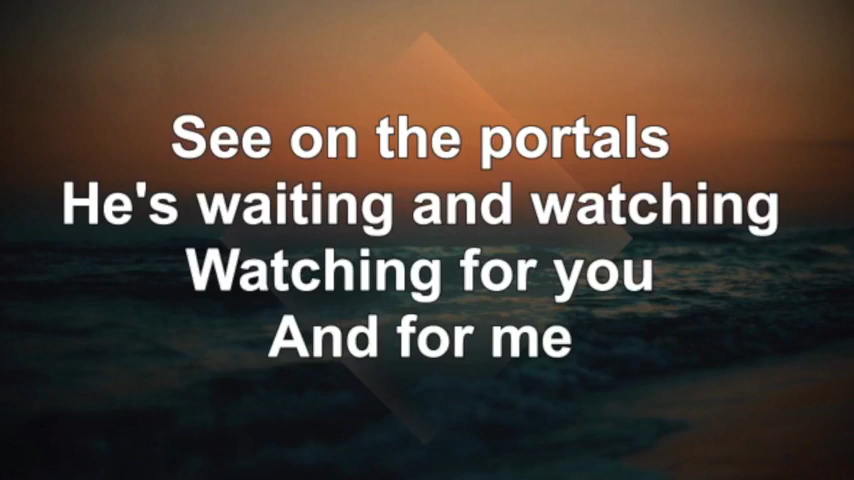 See on the portals
He's waiting and watching
Watching for you
And for me